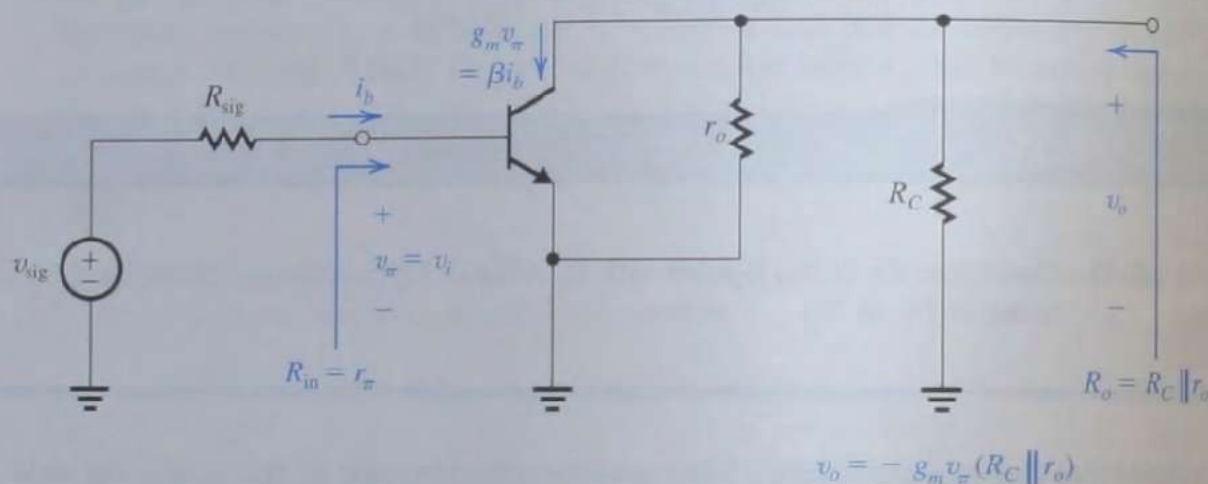 g_m v_π
= βi_b
i_b
R_sig
r_o
R_C
+
v_o
−
v_sig
+
−
+
v_π = v_i
−
R_in = r_π
R_o = R_C ∥ r_o
v_o = − g_m v_π (R_C ∥ r_o)